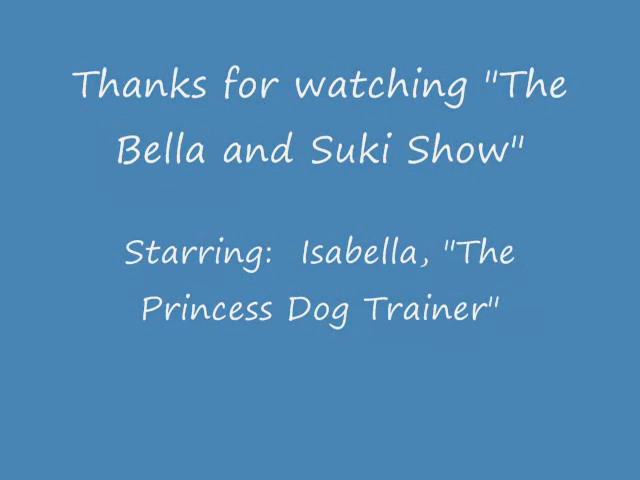 Thanks for watching "The
Bella and Suki Show"
Starring:  Isabella, "The
Princess Dog Trainer"